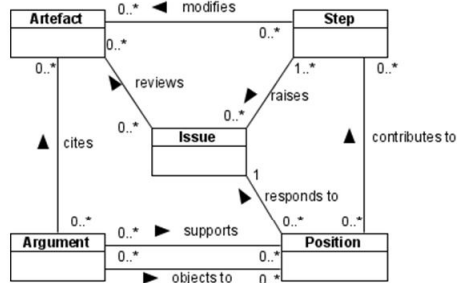 0..* ◄ modifies
Artefact
Step
0..*
0..*
0..*
reviews
1..*
0..*
raises
0..*
0..*
Issue
cites
contributes to
1
responds to
0..*
0..*
0..*
0..* ► supports
Argument
0..*
Position
0..*
objects to
0..*